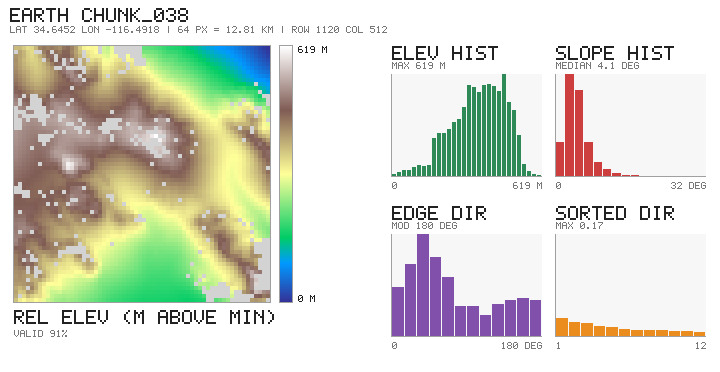 EARTH CHUNK_038
LAT 34.6452 LON -116.4918 | 64 PX = 12.81 KM | ROW 1120 COL 512
619 M
0 M
REL ELEV (M ABOVE MIN)
VALID 91%
ELEV HIST
MAX 619 M
0 619 M
SLOPE HIST
MEDIAN 4.1 DEG
0 32 DEG
EDGE DIR
MOD 180 DEG
0 180 DEG
SORTED DIR
MAX 0.17
1 12